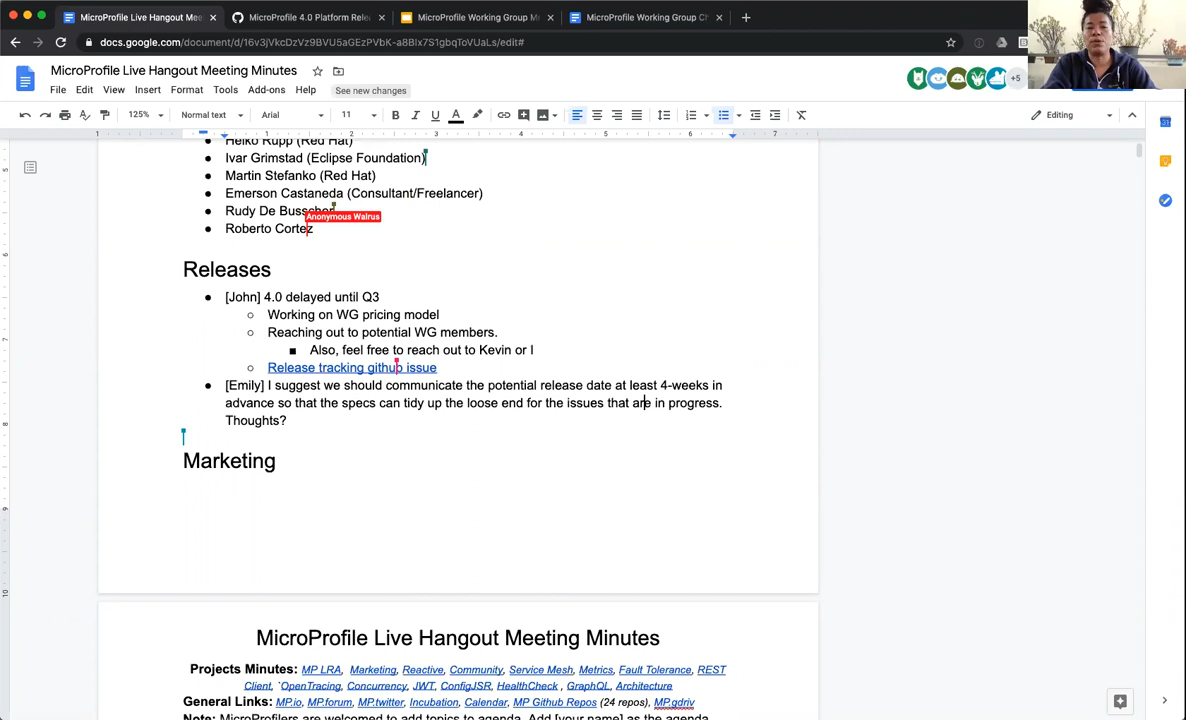 MicroProfile Live Hangout Mee
MicroProfile 4.0 Platform Rele
MicroProfile Working Group M
MicroProfile Working Group Ch
docs.google.com/document/d/16v3jVkcDzVz9BVU5aGEzPVbK-a8BIx7S1gbqToVUaLs/edit#
MicroProfile Live Hangout Meeting Minutes
+5
File Edit View Insert Format Tools Add-ons Help See new changes
125% Normal text Arial 11 B I U A Editing
1 1 2 3 4 5 6 7
Heiko Rupp (Red Hat)
● Ivar Grimstad (Eclipse Foundation)
● Martin Stefanko (Red Hat)
● Emerson Castaneda (Consultant/Freelancer)
● Rudy De Busscher
Anonymous Walrus
● Roberto Cortez
Releases
● [John] 4.0 delayed until Q3
○ Working on WG pricing model
○ Reaching out to potential WG members.
■ Also, feel free to reach out to Kevin or I
○ Release tracking github issue
● [Emily] I suggest we should communicate the potential release date at least 4-weeks in
advance so that the specs can tidy up the loose end for the issues that are in progress.
Thoughts?
Marketing
MicroProfile Live Hangout Meeting Minutes
Projects Minutes: MP LRA, Marketing, Reactive, Community, Service Mesh, Metrics, Fault Tolerance, REST
Client, `OpenTracing, Concurrency, JWT, ConfigJSR, HealthCheck , GraphQL, Architecture
General Links: MP.io, MP.forum, MP.twitter, Incubation, Calendar, MP Github Repos (24 repos), MP.gdriv
Note: MicroProfilers are welcomed to add topics to agenda. Add [your name] as the agenda